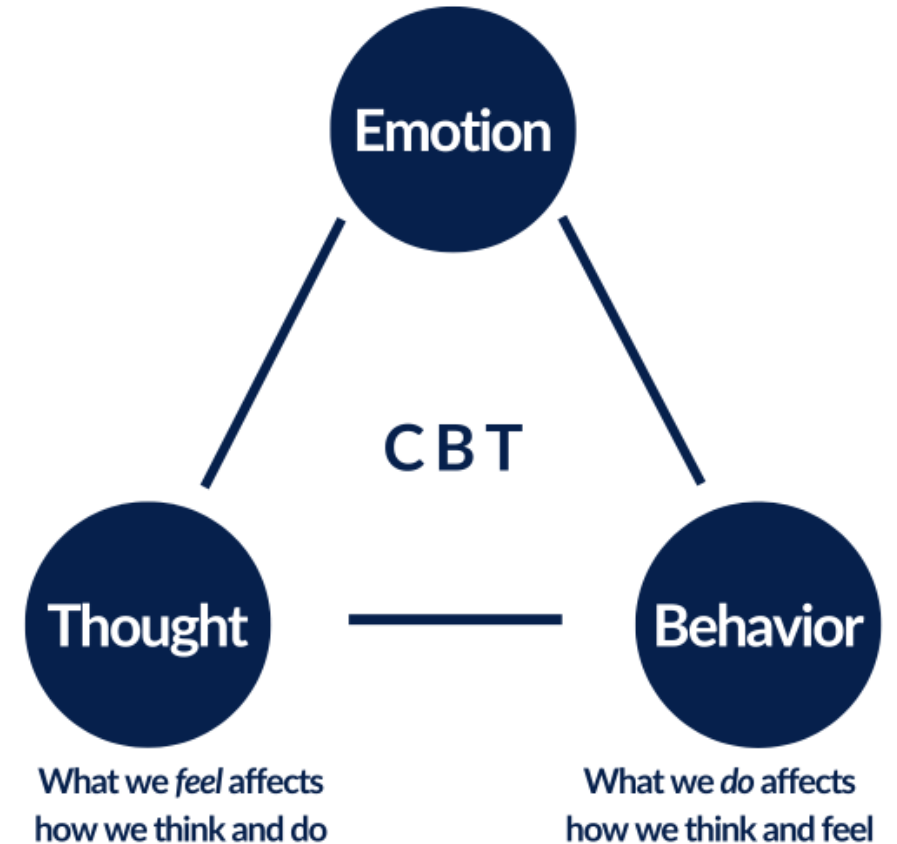 Emotion
CBT
Thought
Behavior
What we feel affects
how we think and do
What we do affects
how we think and feel